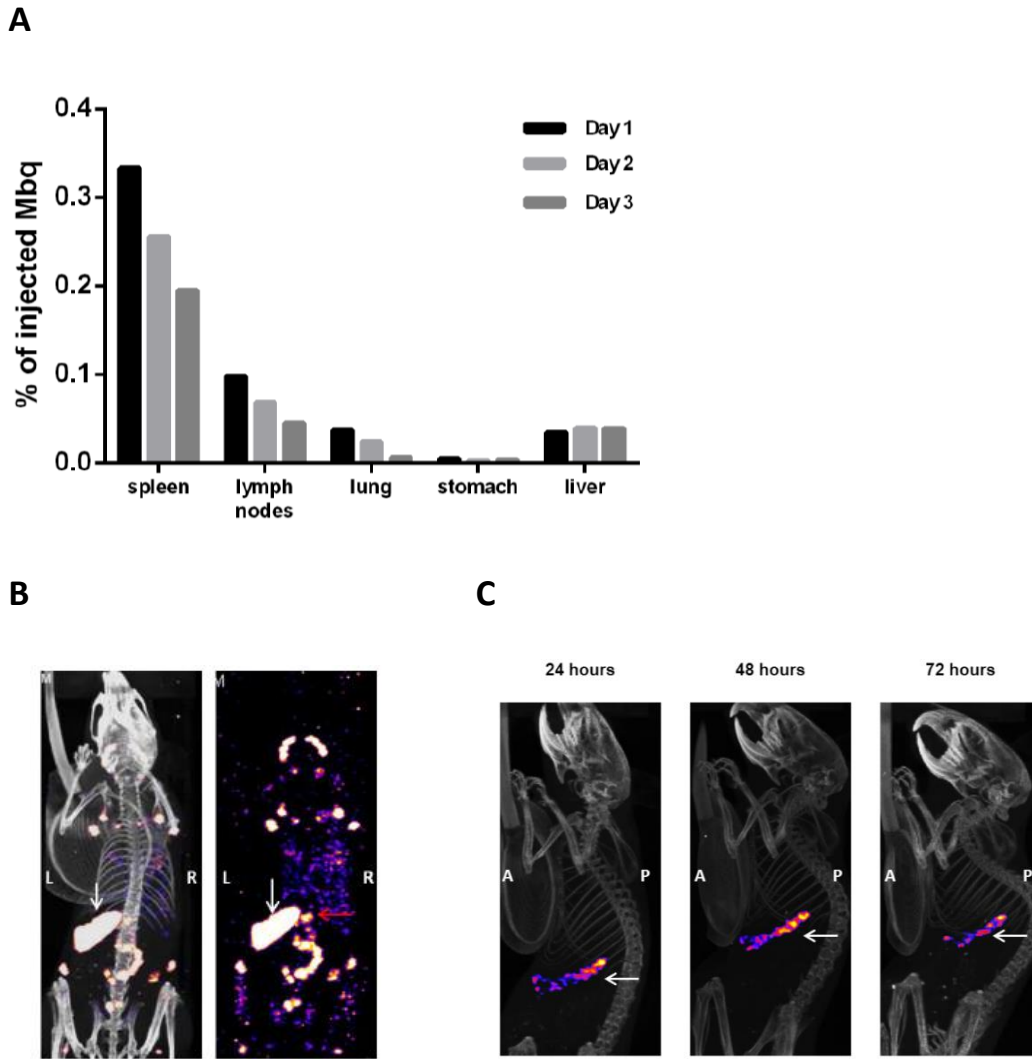 A
% of injected Mbq
0.4
0.3
0.2
0.1
0.0
Day 1
Day 2
Day 3
spleen
lymph
nodes
lung
stomach
liver
B
M
L
R
M
L
R
C
24 hours
48 hours
72 hours
A
P
A
P
A
P